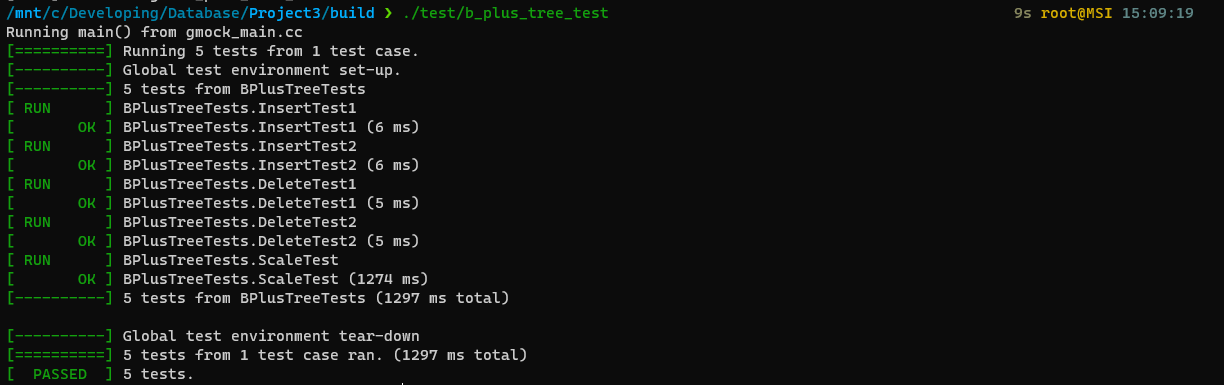 /mnt/c/Developing/Database/Project3/build ❯ ./test/b_plus_tree_test 9s root@MSI 15:09:19
Running main() from gmock_main.cc
[==========] Running 5 tests from 1 test case.
[----------] Global test environment set-up.
[----------] 5 tests from BPlusTreeTests
[ RUN      ] BPlusTreeTests.InsertTest1
[       OK ] BPlusTreeTests.InsertTest1 (6 ms)
[ RUN      ] BPlusTreeTests.InsertTest2
[       OK ] BPlusTreeTests.InsertTest2 (6 ms)
[ RUN      ] BPlusTreeTests.DeleteTest1
[       OK ] BPlusTreeTests.DeleteTest1 (5 ms)
[ RUN      ] BPlusTreeTests.DeleteTest2
[       OK ] BPlusTreeTests.DeleteTest2 (5 ms)
[ RUN      ] BPlusTreeTests.ScaleTest
[       OK ] BPlusTreeTests.ScaleTest (1274 ms)
[----------] 5 tests from BPlusTreeTests (1297 ms total)
[----------] Global test environment tear-down
[==========] 5 tests from 1 test case ran. (1297 ms total)
[  PASSED  ] 5 tests.